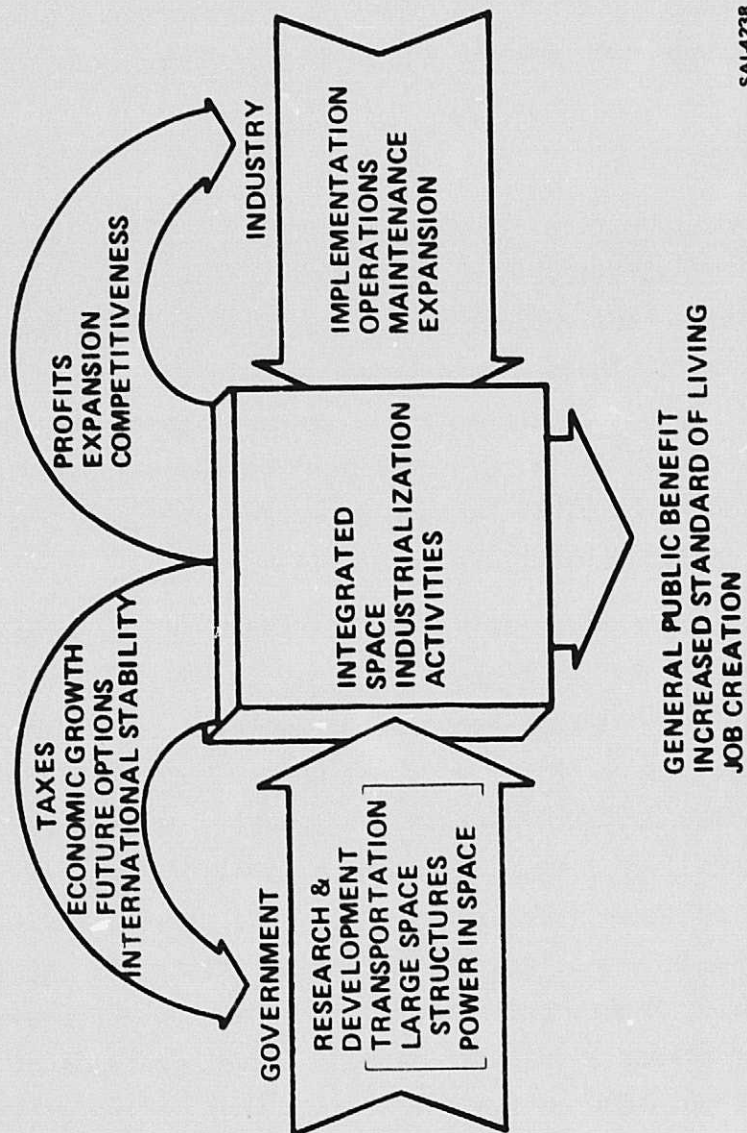 TAXES
ECONOMIC GROWTH
FUTURE OPTIONS
INTERNATIONAL STABILITY
PROFITS
EXPANSION
COMPETITIVENESS
GOVERNMENT
INDUSTRY
RESEARCH &
DEVELOPMENT
TRANSPORTATION
LARGE SPACE
STRUCTURES
POWER IN SPACE
INTEGRATED
SPACE
INDUSTRIALIZATION
ACTIVITIES
IMPLEMENTATION
OPERATIONS
MAINTENANCE
EXPANSION
GENERAL PUBLIC BENEFIT
INCREASED STANDARD OF LIVING
JOB CREATION